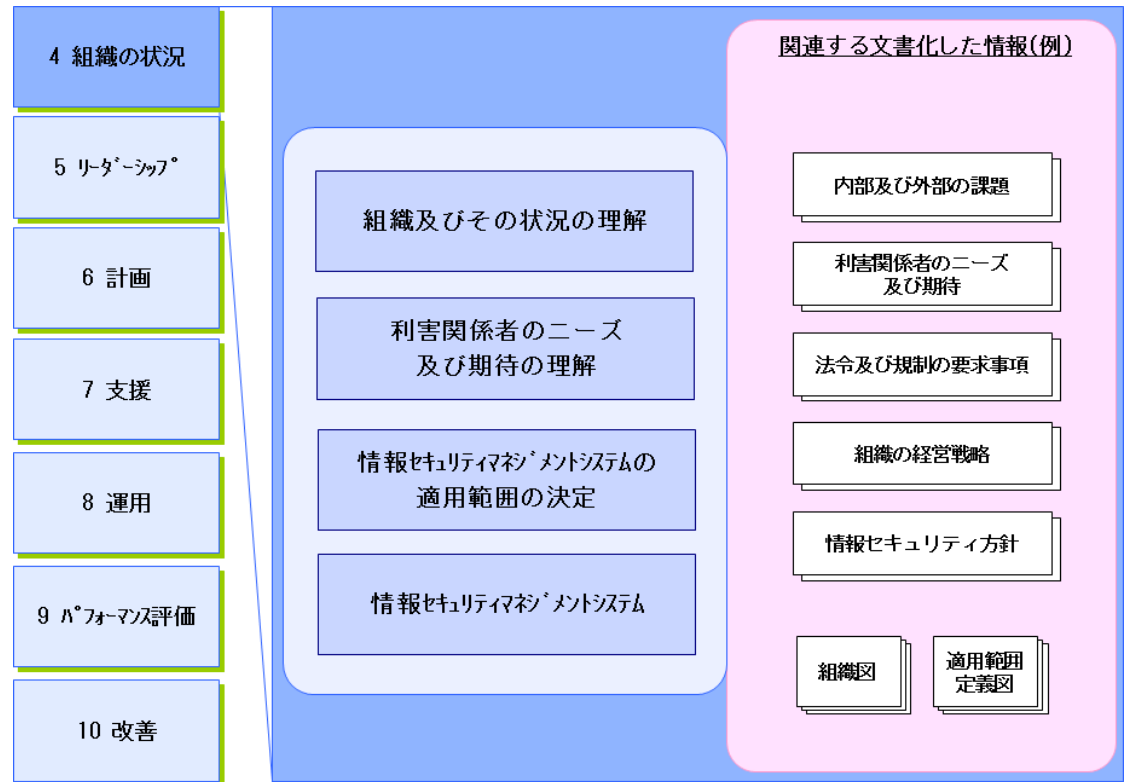 4 組織の状況
5 ﾘｰﾀﾞｰｼｯﾌﾟ
6 計画
7 支援
8 運用
9 ﾊﾟﾌｫｰﾏﾝｽ評価
10 改善
組織及びその状況の理解
利害関係者のニーズ
及び期待の理解
情報ｾｷｭﾘﾃｨﾏﾈｼﾞﾒﾝﾄｼｽﾃﾑの
適用範囲の決定
情報ｾｷｭﾘﾃｨﾏﾈｼﾞﾒﾝﾄｼｽﾃﾑ
関連する文書化した情報(例)
内部及び外部の課題
利害関係者のニーズ
及び期待
法令及び規制の要求事項
組織の経営戦略
情報セキュリティ方針
組織図
適用範囲
定義図